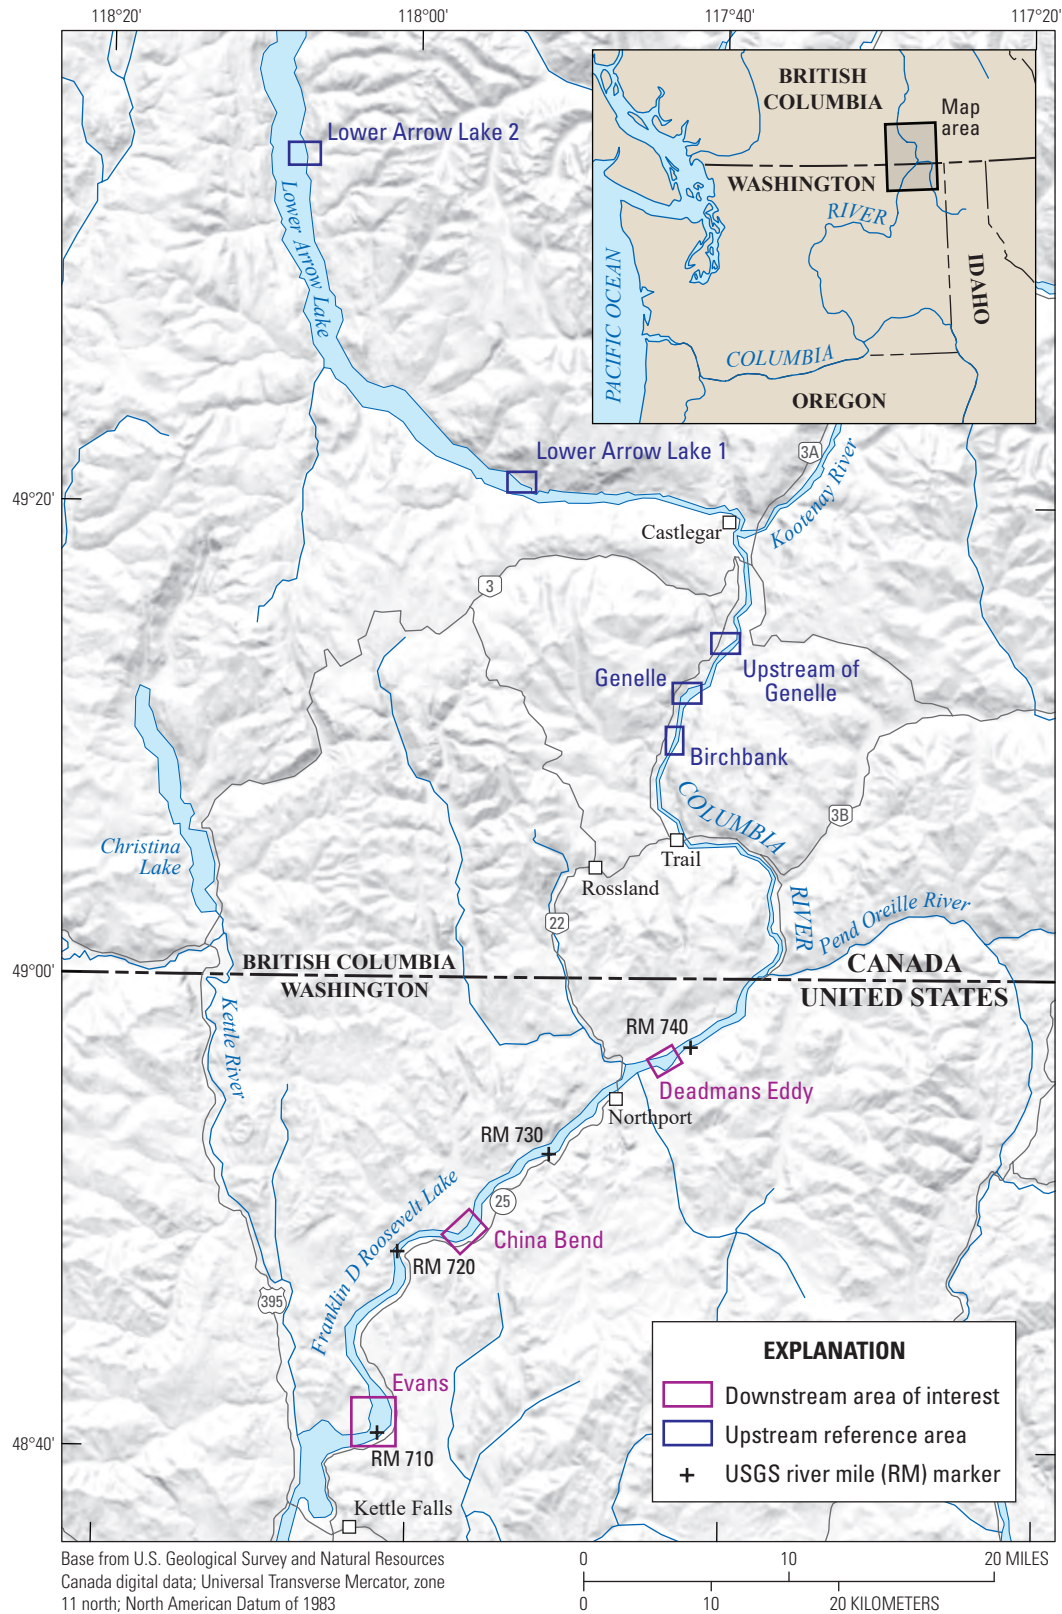 118°20'
118°00'
117°40'
117°20'
BRITISH
COLUMBIA
Map
area
WASHINGTON
RIVER
IDAHO
PACIFIC OCEAN
COLUMBIA
OREGON
Lower Arrow Lake 2
Lower Arrow Lake
Lower Arrow Lake 1
3A
Kootenay River
49°20'
Castlegar
3
Genelle
Upstream of
Genelle
Birchbank
COLUMBIA
RIVER
3B
Christina
Lake
Trail
Rossland
22
Pend Oreille River
49°00'
BRITISH COLUMBIA
WASHINGTON
CANADA
UNITED STATES
Kettle River
RM 740
Deadmans Eddy
Northport
RM 730
25
Franklin D Roosevelt Lake
China Bend
RM 720
395
Evans
48°40'
RM 710
Kettle Falls
EXPLANATION
Downstream area of interest
Upstream reference area
USGS river mile (RM) marker
Base from U.S. Geological Survey and Natural Resources
Canada digital data; Universal Transverse Mercator, zone
11 north; North American Datum of 1983
0 10 20 MILES
0 10 20 KILOMETERS